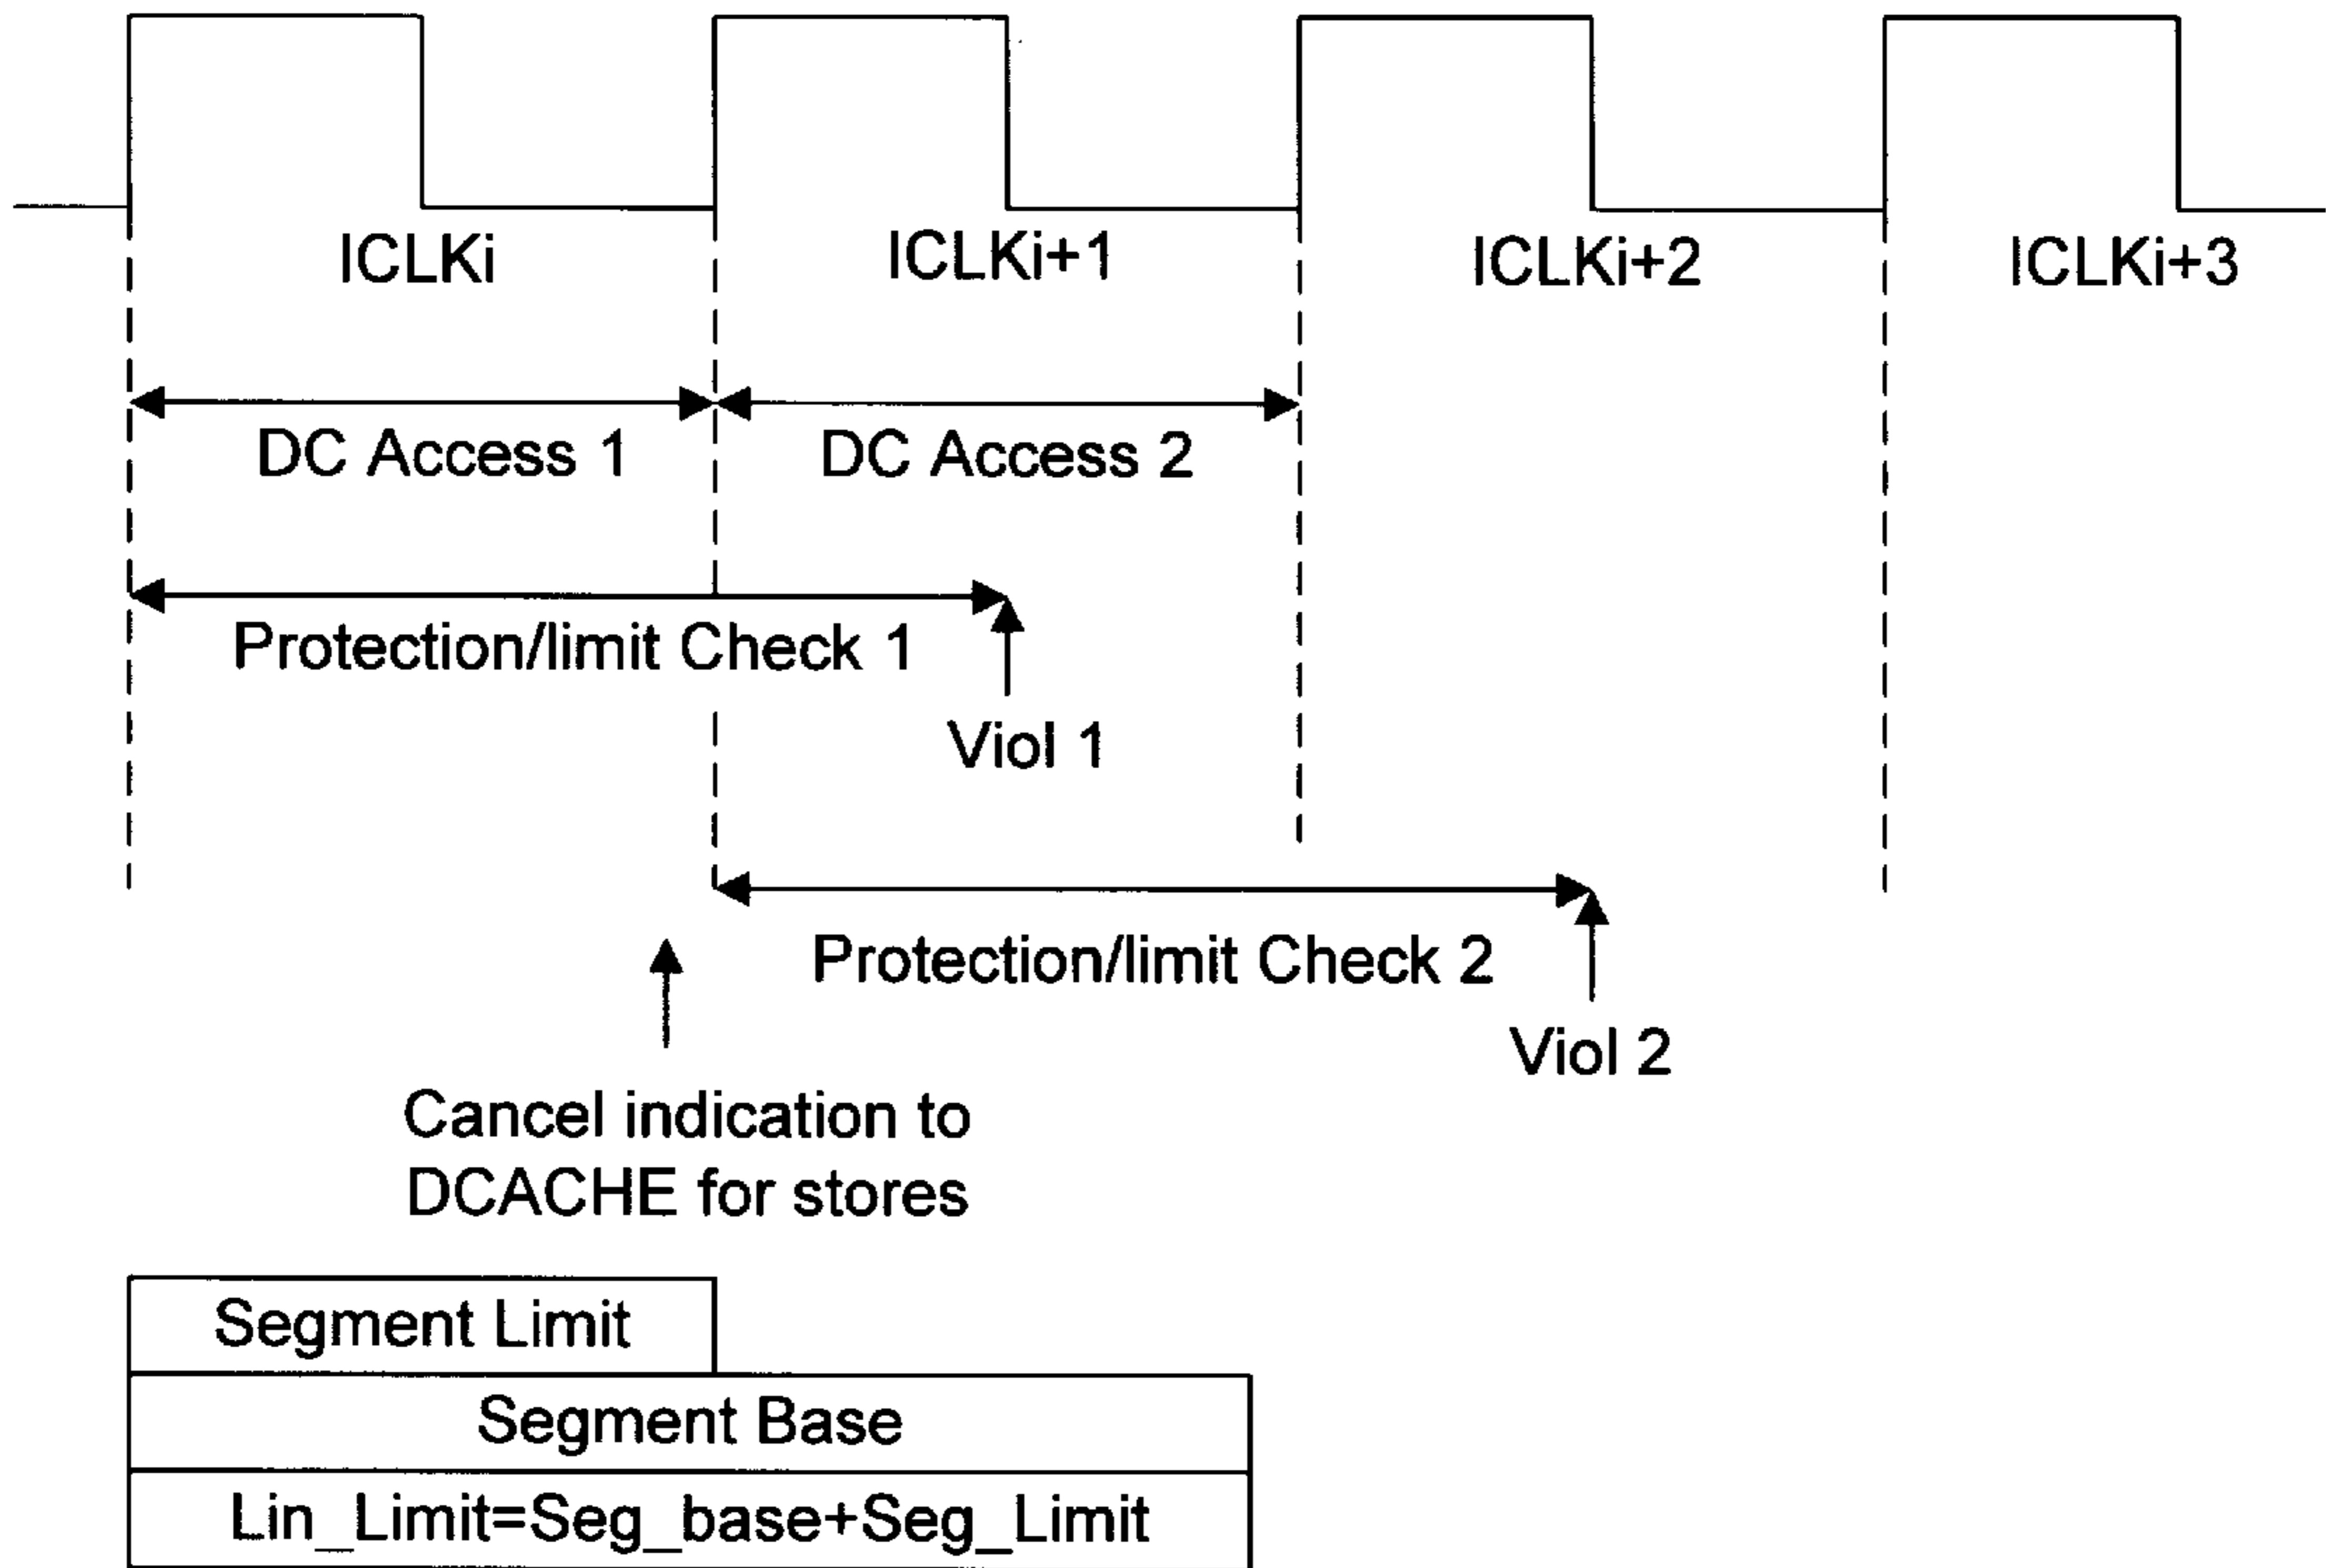 ICLKi
ICLKi+1
ICLKi+2
ICLKi+3
DC Access 1
DC Access 2
Protection/limit Check 1
Viol 1
Protection/limit Check 2
Viol 2
Cancel indication to
DCACHE for stores
Segment Limit
Segment Base
Lin_Limit=Seg_base+Seg_Limit